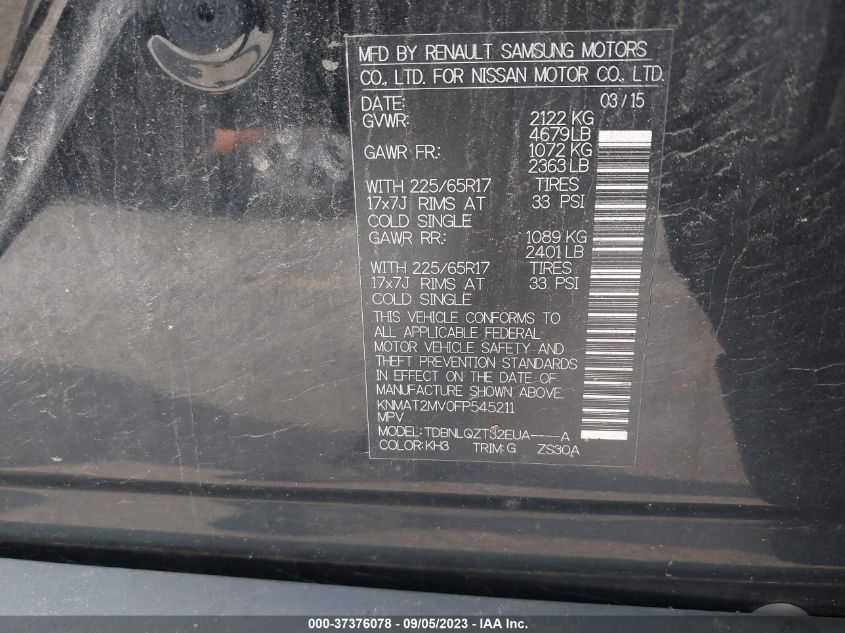 MFD BY RENAULT SAMSUNG MOTORS
CO., LTD. FOR NISSAN MOTOR CO., LTD.
DATE: 03/15
GVWR: 2122 KG
4679 LB
GAWR FR.: 1072 KG
2363 LB
WITH 225/65R17 TIRES
17x7J RIMS AT 33 PSI
COLD SINGLE
GAWR RR.: 1089 KG
2401 LB
WITH 225/65R17 TIRES
17x7J RIMS AT 33 PSI
COLD SINGLE
THIS VEHICLE CONFORMS TO
ALL APPLICABLE FEDERAL
MOTOR VEHICLE SAFETY AND
THEFT PREVENTION STANDARDS
IN EFFECT ON THE DATE OF
MANUFACTURE SHOWN ABOVE.
KNMAT2MV0FP545211
MPV
MODEL: TDBNLQZT32EUA----A
COLOR: KH3 TRIM: G ZS30A
000-37376078 - 09/05/2023 - © IAA Holdings, LLC.